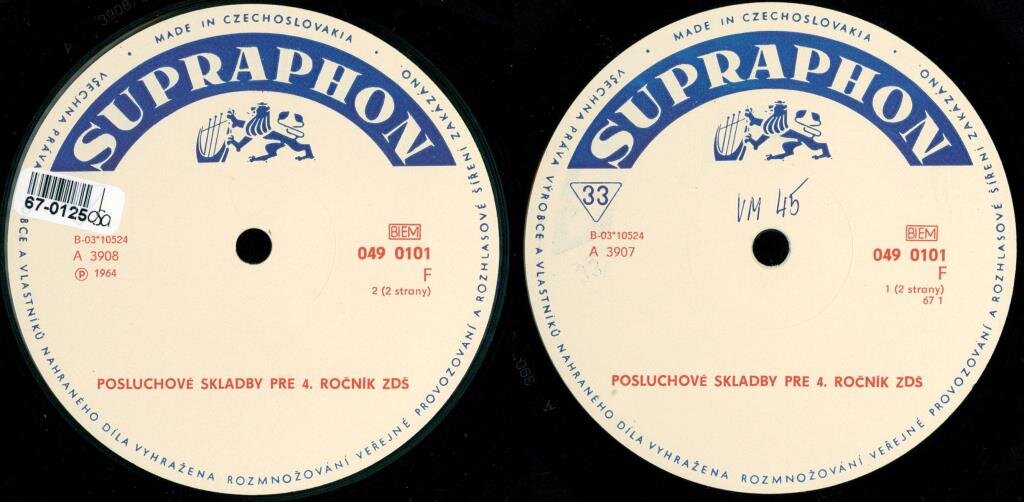 MADE IN CZECHOSLOVAKIA
SUPRAPHON
67-0125
B-03*10524
A 3908
Ⓟ 1964
BIEM
049 0101
F
2 (2 strany)
POSLUCHOVÉ SKLADBY PRE 4. ROČNÍK ZDŠ
VŠECHNA PRÁVA OBCE A VLASTNÍKŮ NAHRANÉHO DÍLA VYHRAŽENA ROZMNOŽOVÁNÍ VEŘEJNÉ PROVOZOVÁNÍ A ROZHLASOVÉ ŠÍŘENÍ ZAKÁZÁNO
MADE IN CZECHOSLOVAKIA
SUPRAPHON
33
VM 45
B-03*10524
A 3907
BIEM
049 0101
F
1 (2 strany)
67 1
POSLUCHOVÉ SKLADBY PRE 4. ROČNÍK ZDŠ
VŠECHNA PRÁVA VÝROBCE A VLASTNÍKŮ NAHRANÉHO DÍLA VYHRAŽENA ROZMNOŽOVÁNÍ VEŘEJNÉ PROVOZOVÁNÍ A ROZHLASOVÉ ŠÍŘENÍ ZAKÁZÁNO